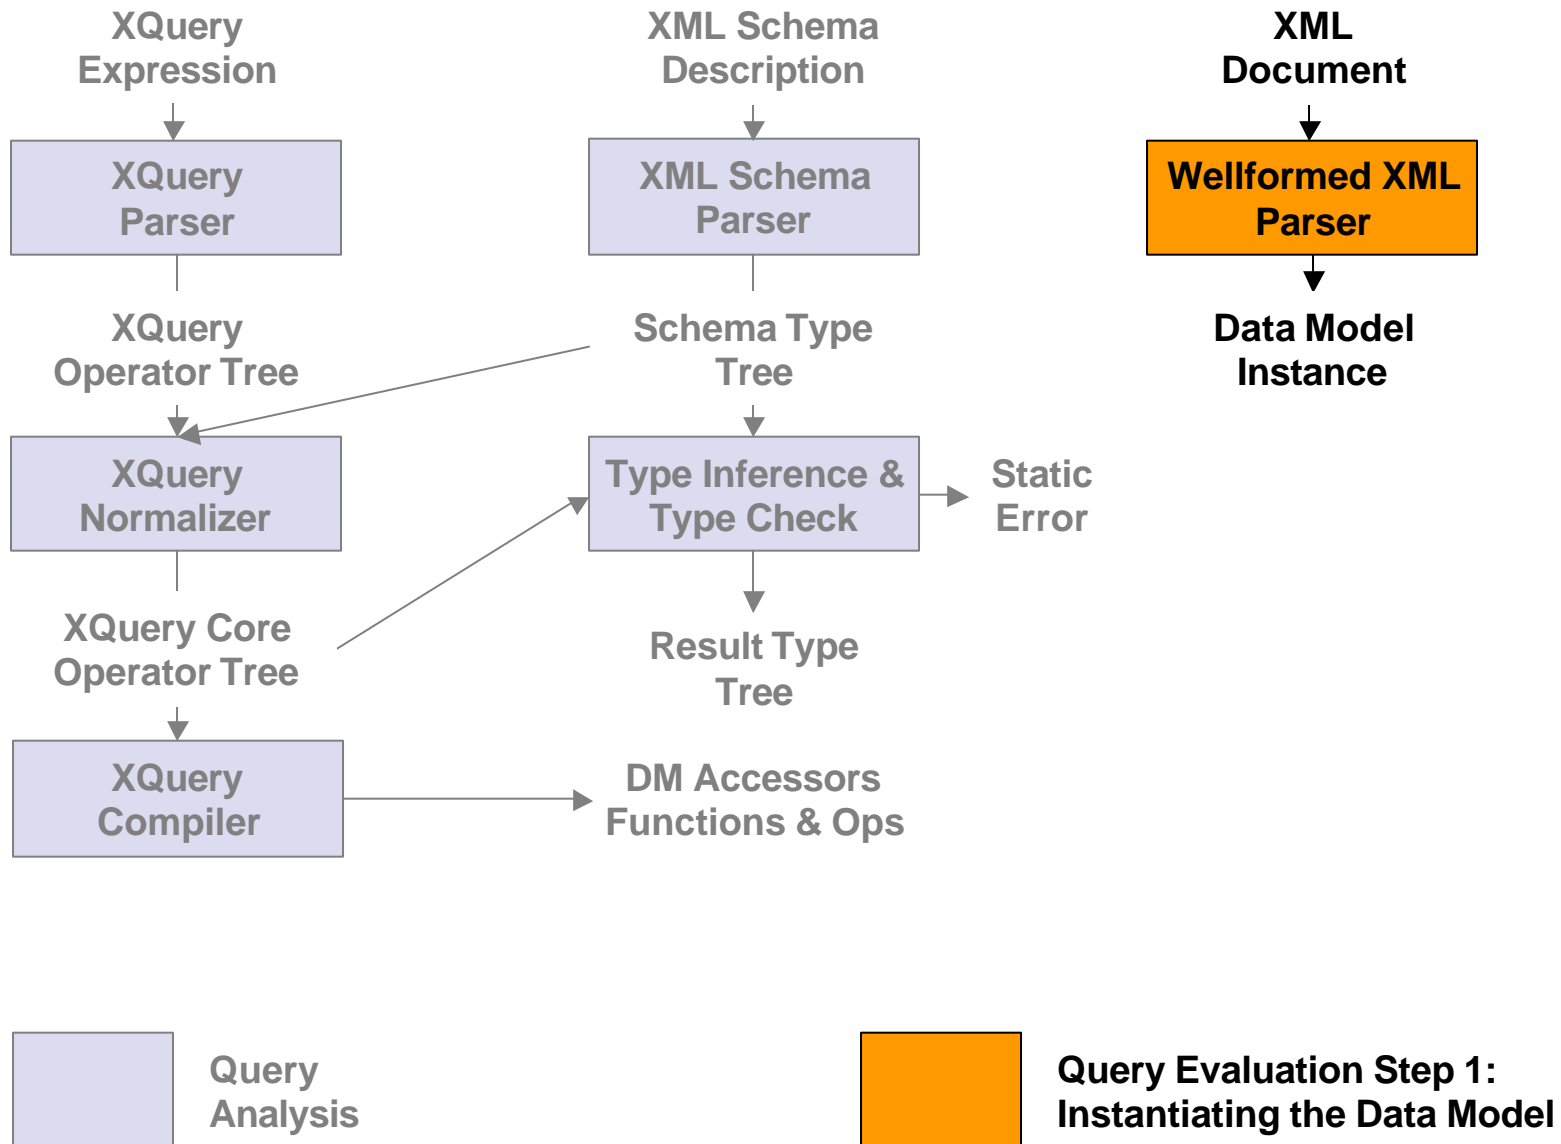 XQuery
Expression
XML Schema
Description
XML
Document
XQuery
Parser
XML Schema
Parser
Wellformed XML
Parser
XQuery
Operator Tree
Schema Type
Tree
Data Model
Instance
XQuery
Normalizer
Type Inference &
Type Check
Static
Error
XQuery Core
Operator Tree
Result Type
Tree
XQuery
Compiler
DM Accessors
Functions & Ops
Query
Analysis
Query Evaluation Step 1:
Instantiating the Data Model